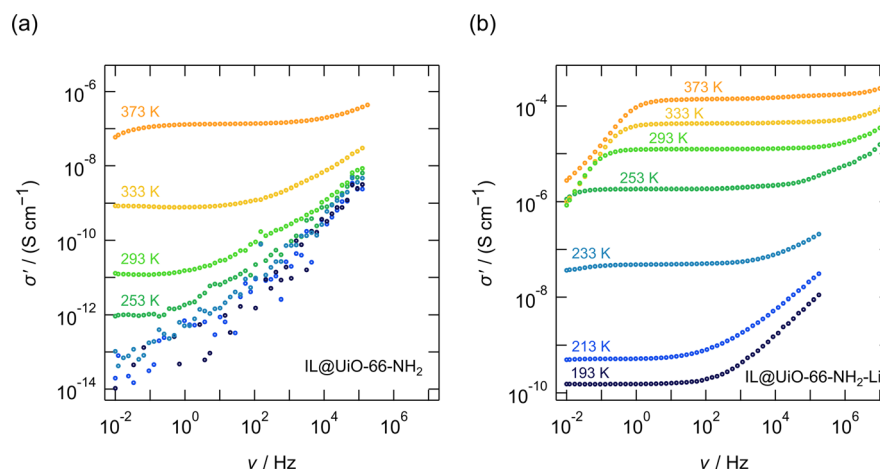 (a)
10⁻⁶
10⁻⁸
10⁻¹⁰
10⁻¹²
10⁻¹⁴
σ′ / (S cm⁻¹)
373 K
333 K
293 K
253 K
IL@UiO-66-NH₂
10⁻² 10⁰ 10² 10⁴ 10⁶
ν / Hz
(b)
10⁻⁴
10⁻⁶
10⁻⁸
10⁻¹⁰
σ′ / (S cm⁻¹)
373 K
333 K
293 K
253 K
233 K
213 K
193 K
IL@UiO-66-NH₂-Li
10⁻² 10⁰ 10² 10⁴ 10⁶
ν / Hz